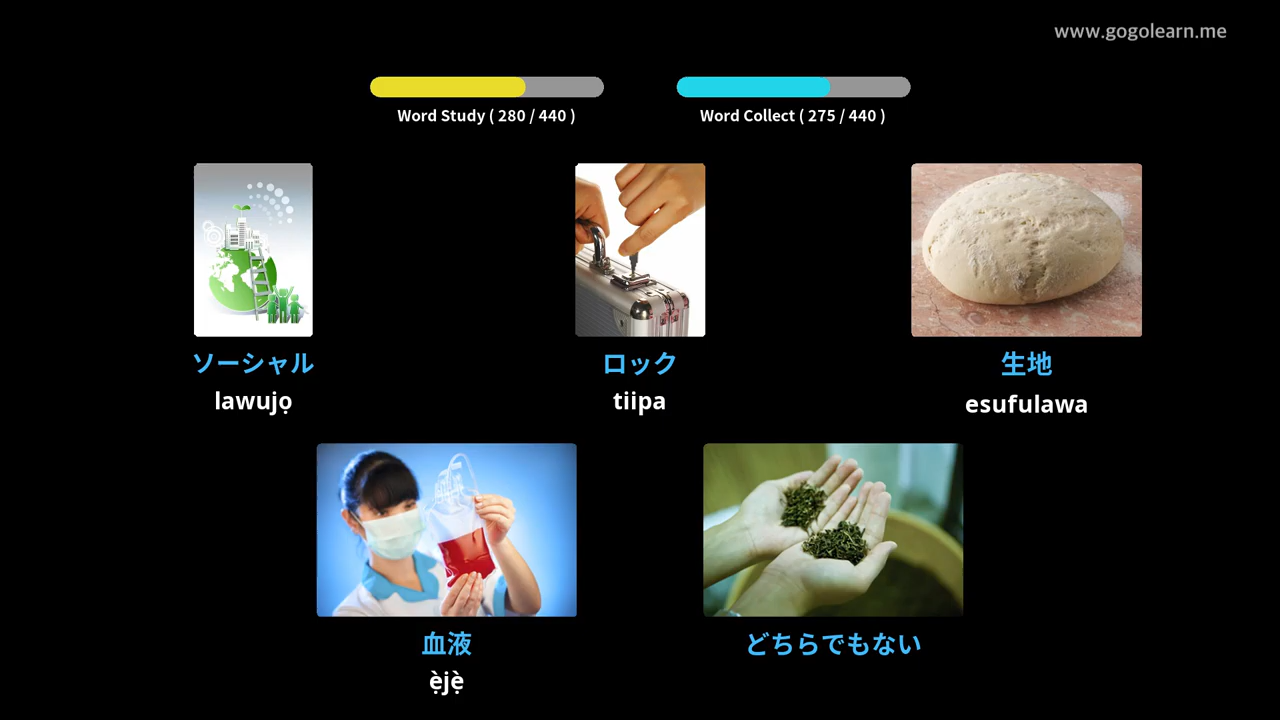 www.gogolearn.me
Word Study ( 280 / 440 )
Word Collect ( 275 / 440 )
ソーシャル
lawujọ
ロック
tiipa
生地
esufulawa
血液
ẹ̀jẹ̀
どちらでもない